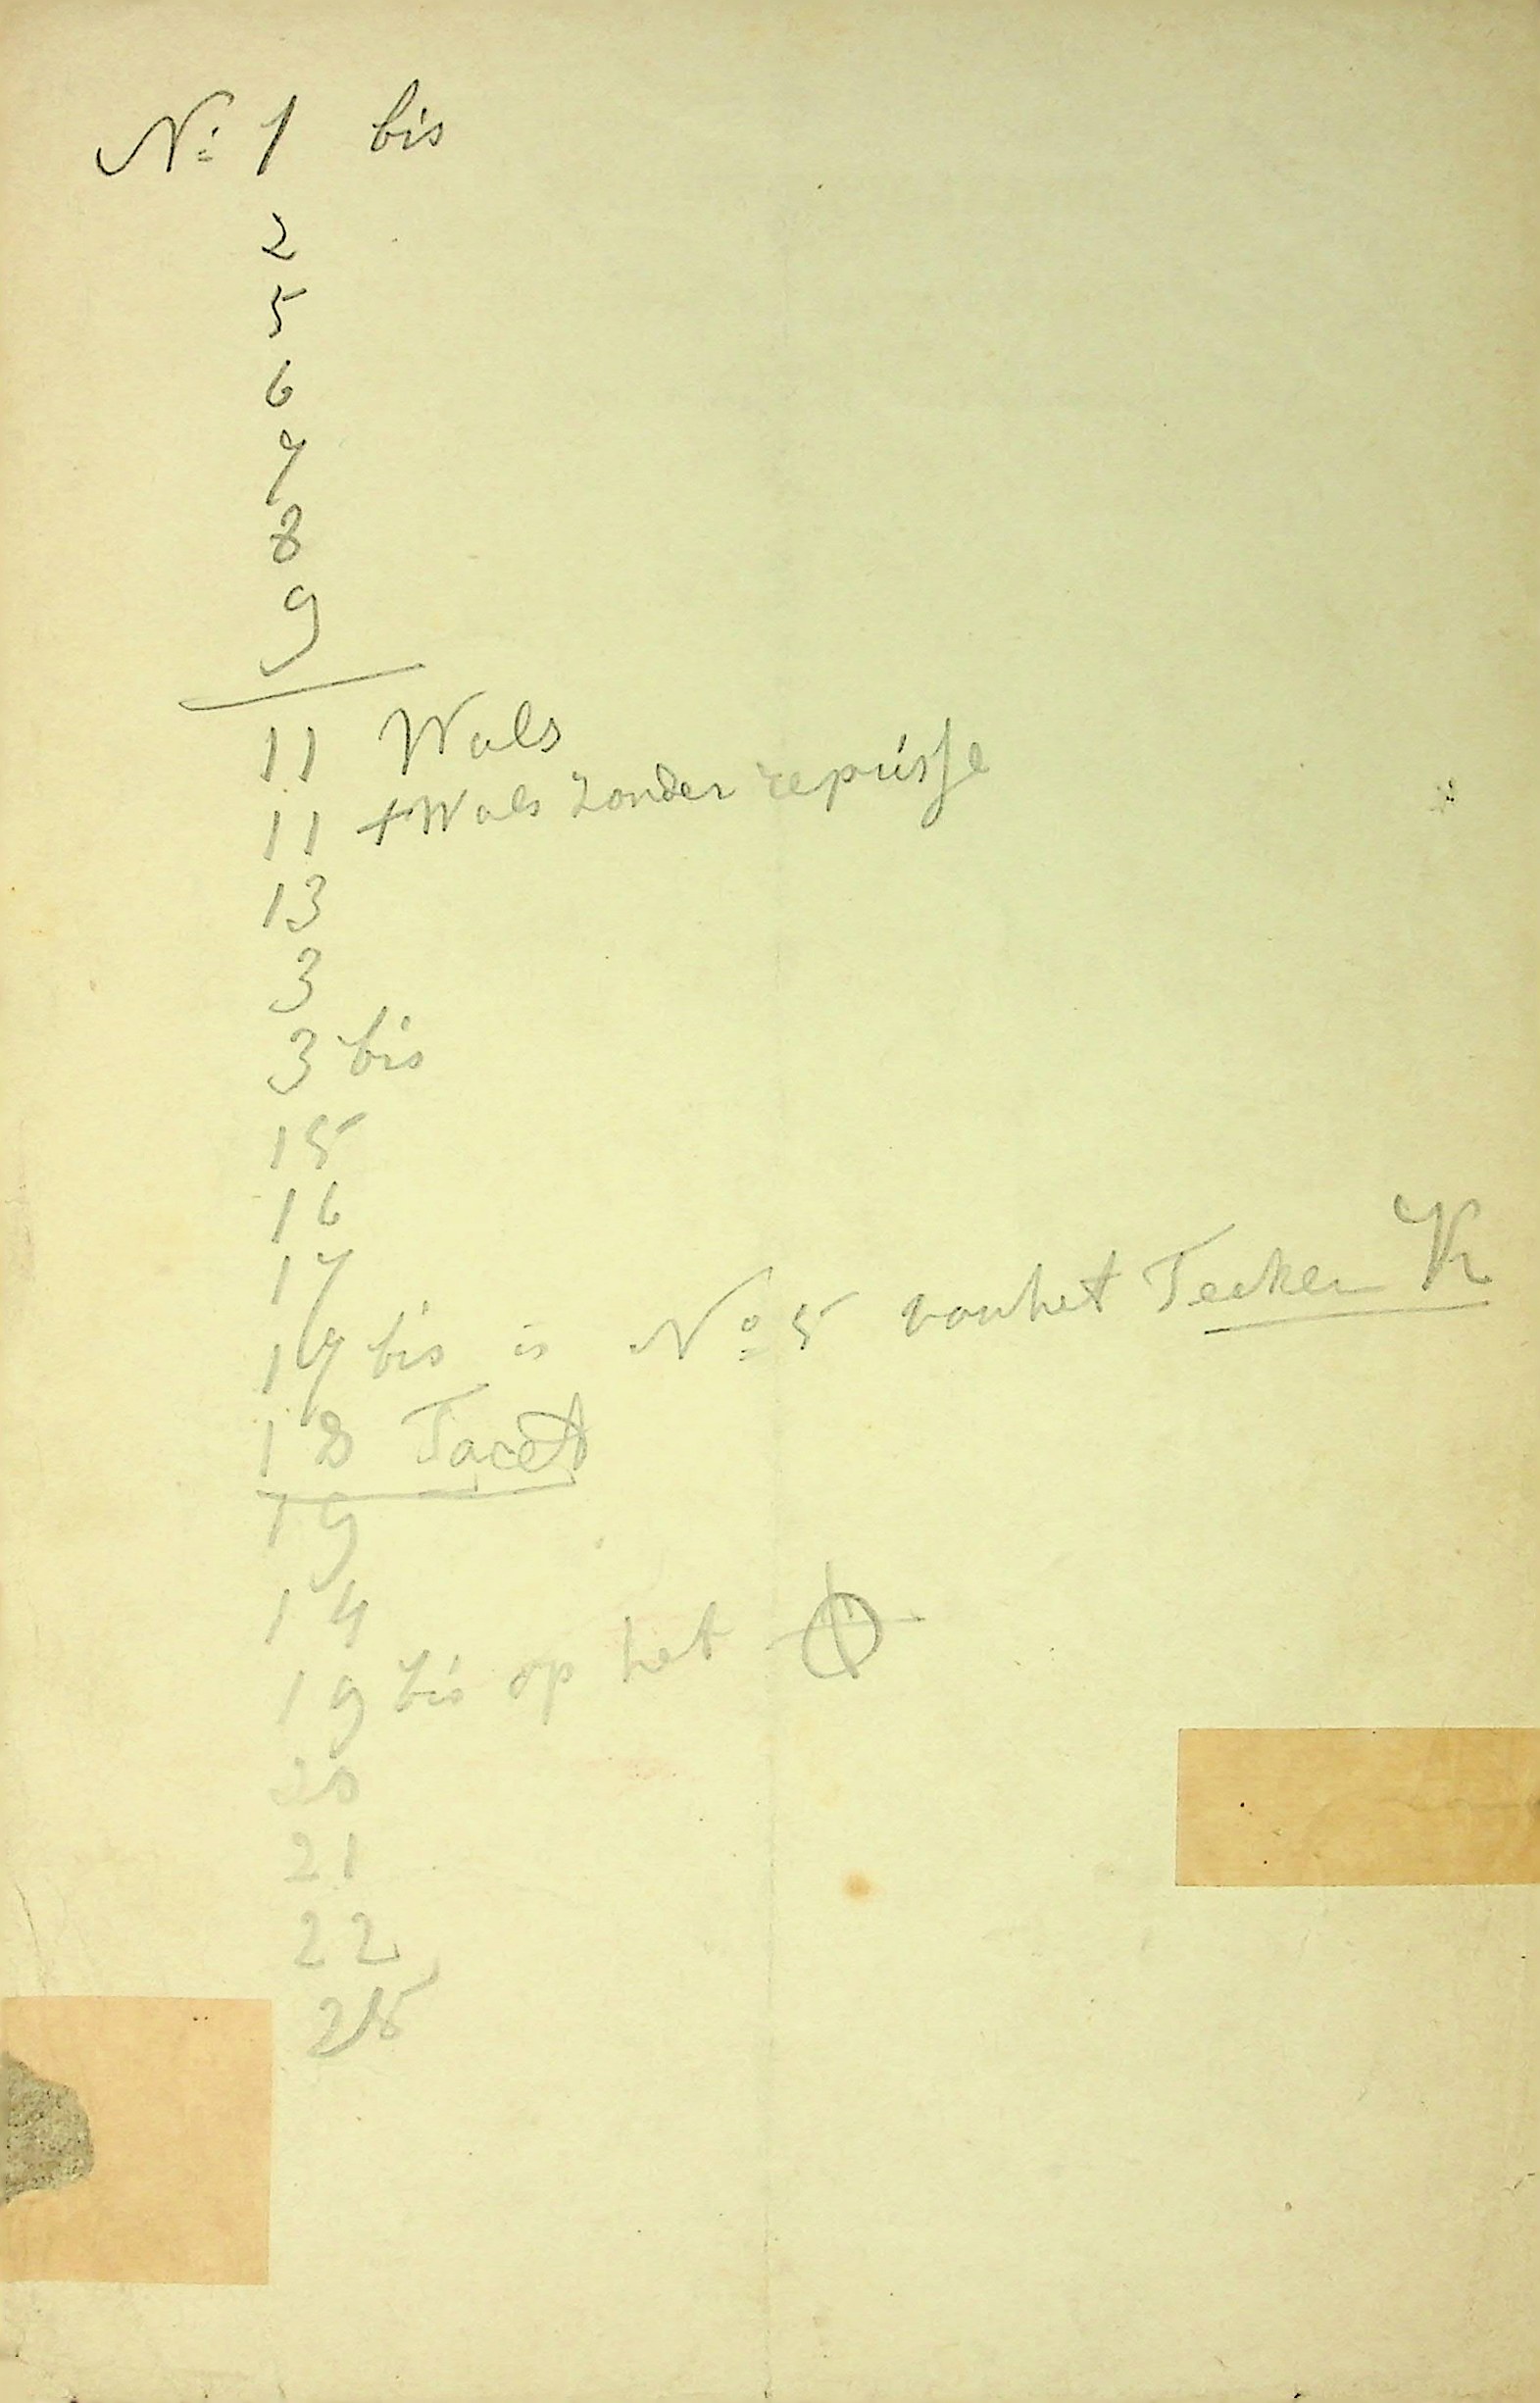 No 1 bis
2
5
6
7
8
9
11 Wals
11 + Wals zonder reprisse
13
3
3 bis
15
16
17
17 bis is No 5 van het Teeken K
18 Tacet
19
14
19 bis op het 𝄌
20
21
22